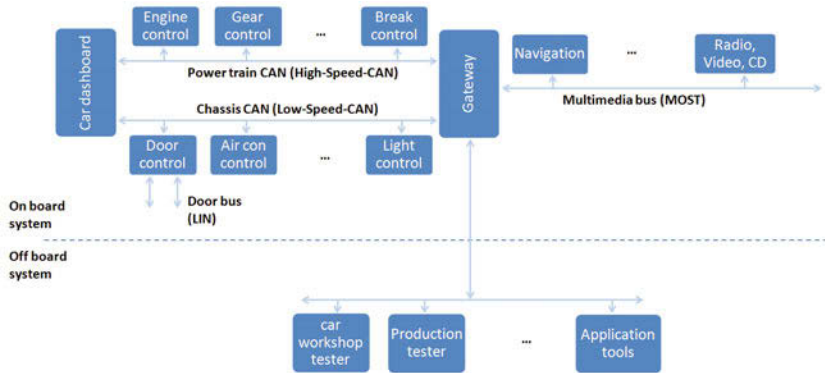 Engine
control
Gear
control
...
Break
control
Car dashboard
Power train CAN (High-Speed-CAN)
Chassis CAN (Low-Speed-CAN)
Gateway
Navigation
...
Radio,
Video, CD
Multimedia bus (MOST)
Door
control
Air con
control
...
Light
control
Door bus
(LIN)
On board
system
Off board
system
car
workshop
tester
Production
tester
...
Application
tools